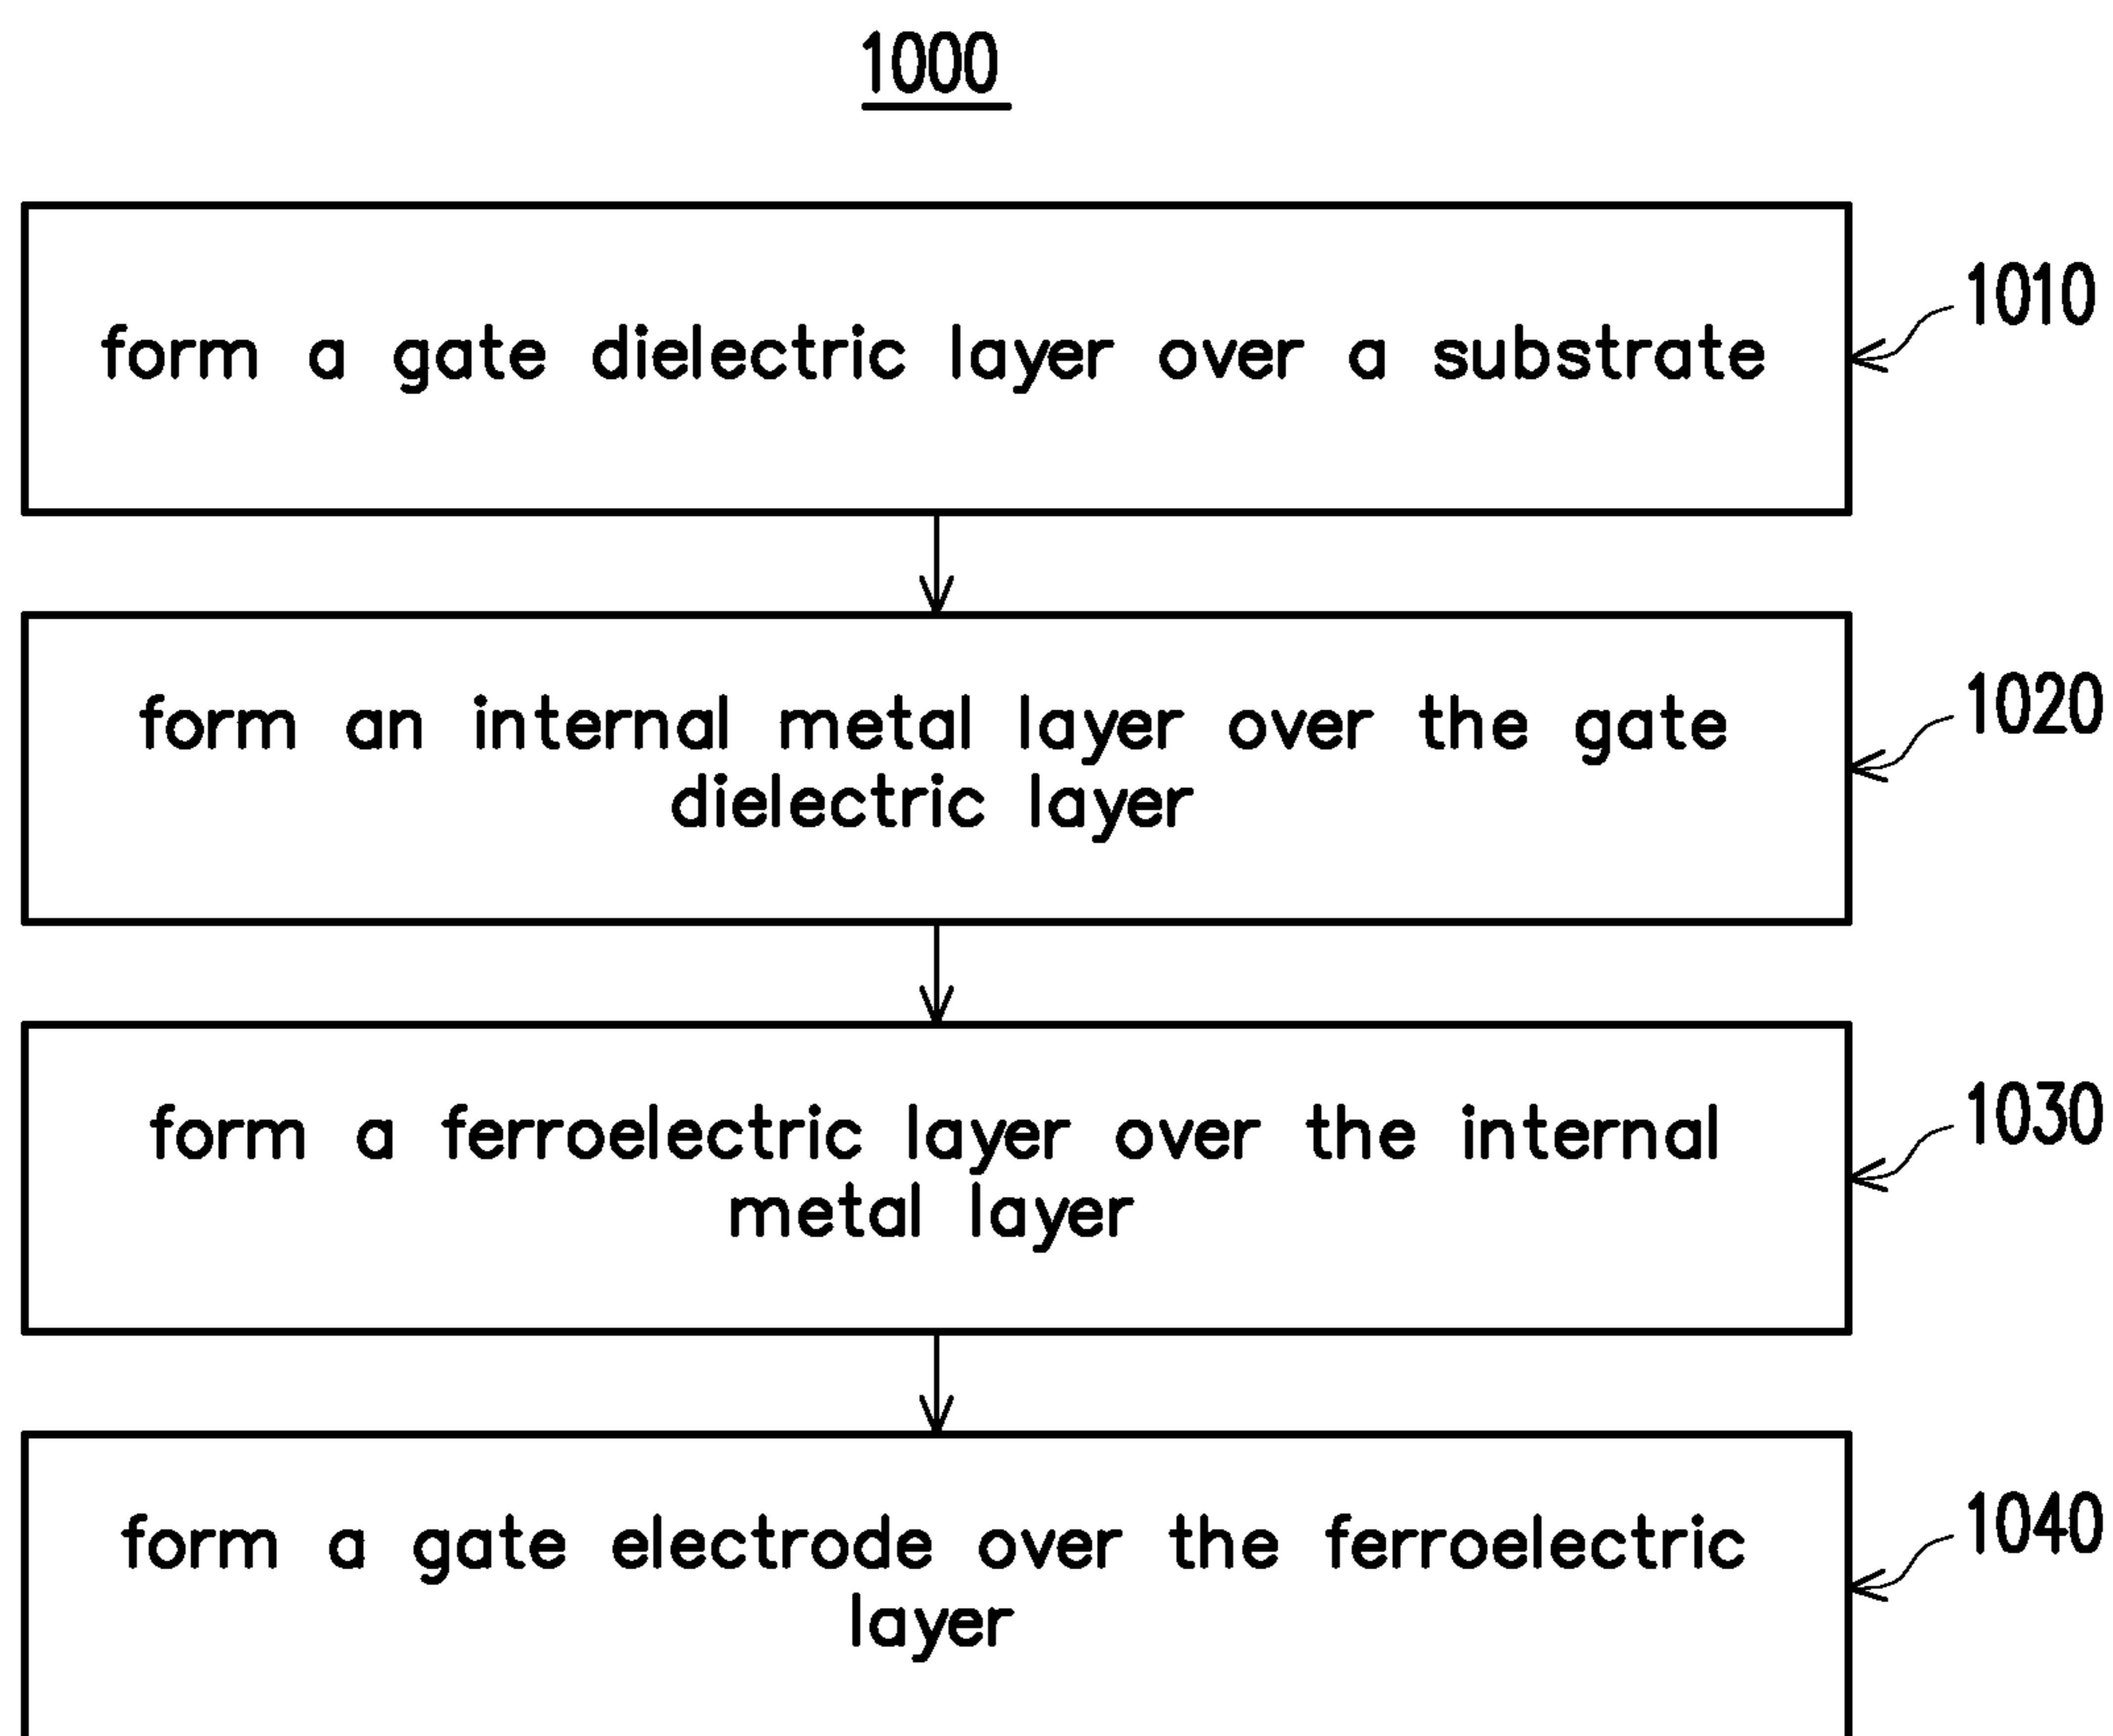 1000
form a gate dielectric layer over a substrate
1010
form an internal metal layer over the gate
dielectric layer
1020
form a ferroelectric layer over the internal
metal layer
1030
form a gate electrode over the ferroelectric
layer
1040